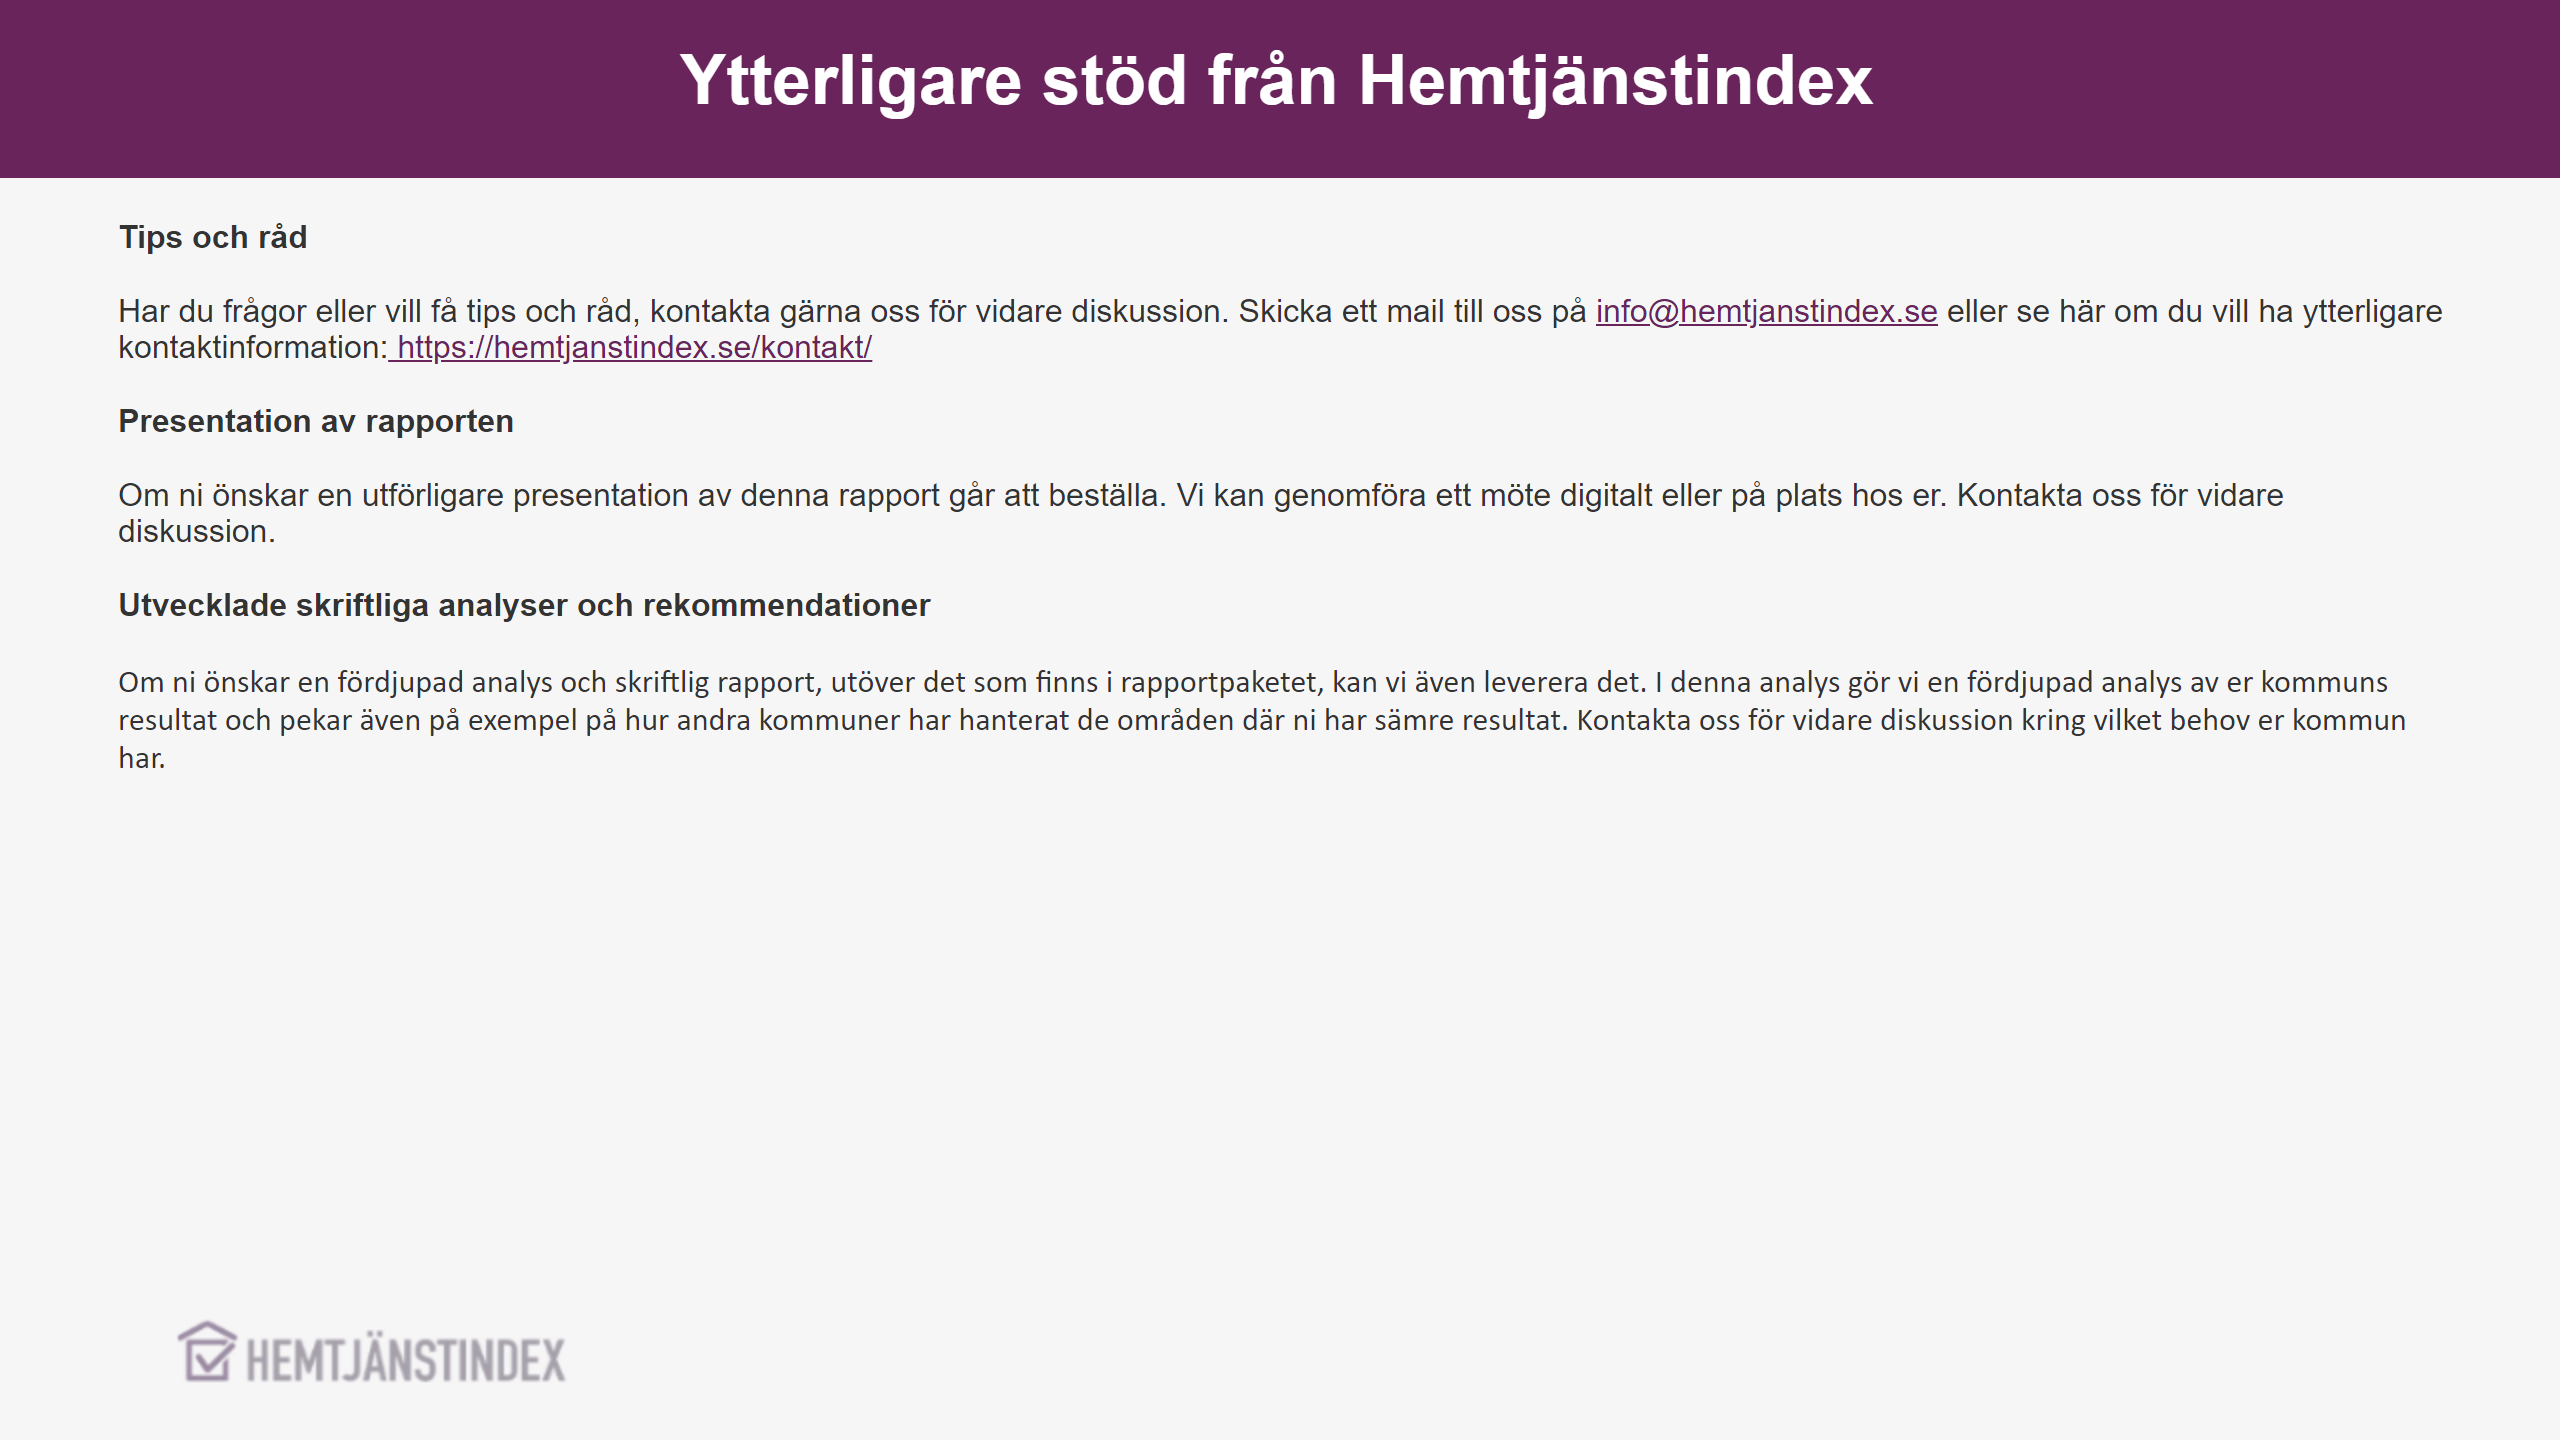 Ytterligare stöd från Hemtjänstindex
Tips och råd
Har du frågor eller vill få tips och råd, kontakta gärna oss för vidare diskussion. Skicka ett mail till oss på info@hemtjanstindex.se eller se här om du vill ha ytterligare
kontaktinformation: https://hemtjanstindex.se/kontakt/
Presentation av rapporten
Om ni önskar en utförligare presentation av denna rapport går att beställa. Vi kan genomföra ett möte digitalt eller på plats hos er. Kontakta oss för vidare
diskussion.
Utvecklade skriftliga analyser och rekommendationer
Om ni önskar en fördjupad analys och skriftlig rapport, utöver det som finns i rapportpaketet, kan vi även leverera det. I denna analys gör vi en fördjupad analys av er kommuns
resultat och pekar även på exempel på hur andra kommuner har hanterat de områden där ni har sämre resultat. Kontakta oss för vidare diskussion kring vilket behov er kommun
har.
HEMTJÄNSTINDEX